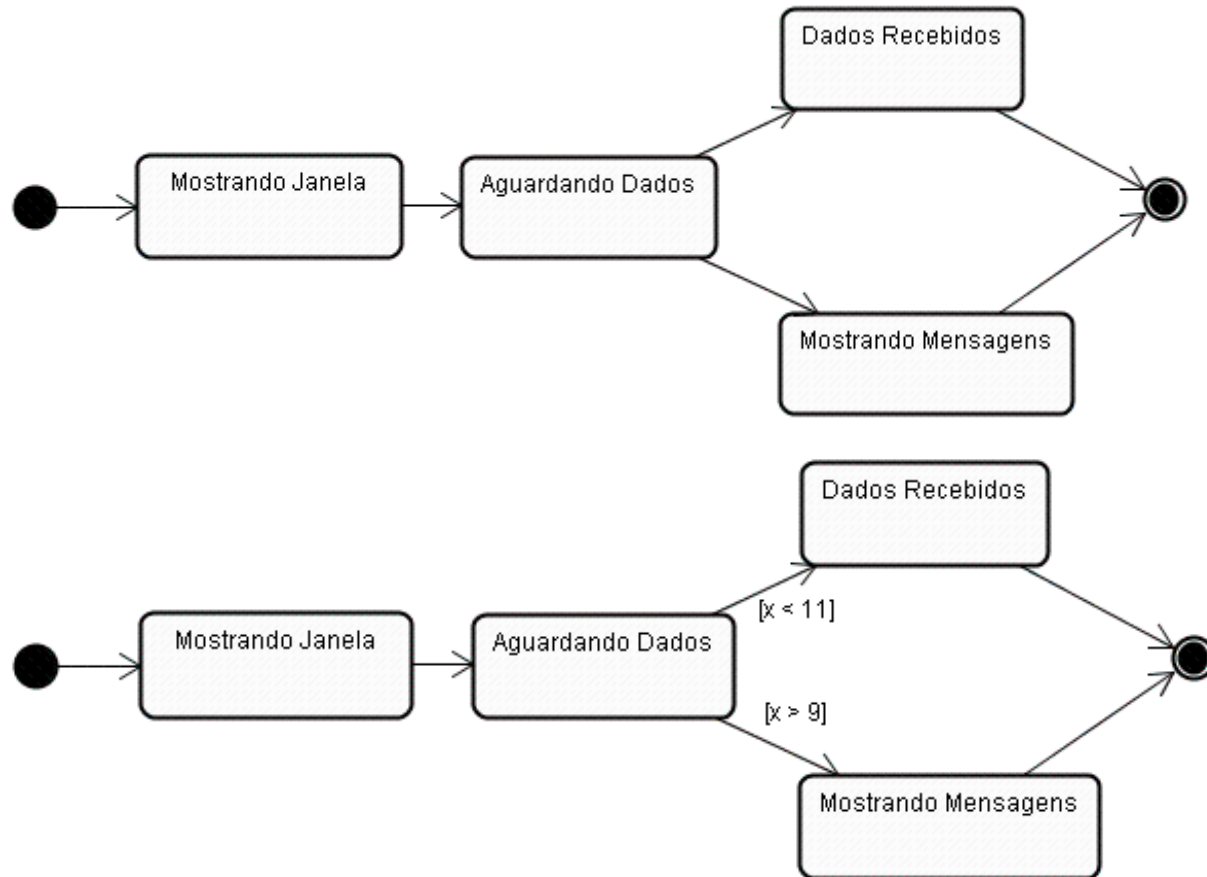 Dados Recebidos
Mostrando Janela
Aguardando Dados
Mostrando Mensagens
Dados Recebidos
[x < 11]
Mostrando Janela
Aguardando Dados
[x > 9]
Mostrando Mensagens